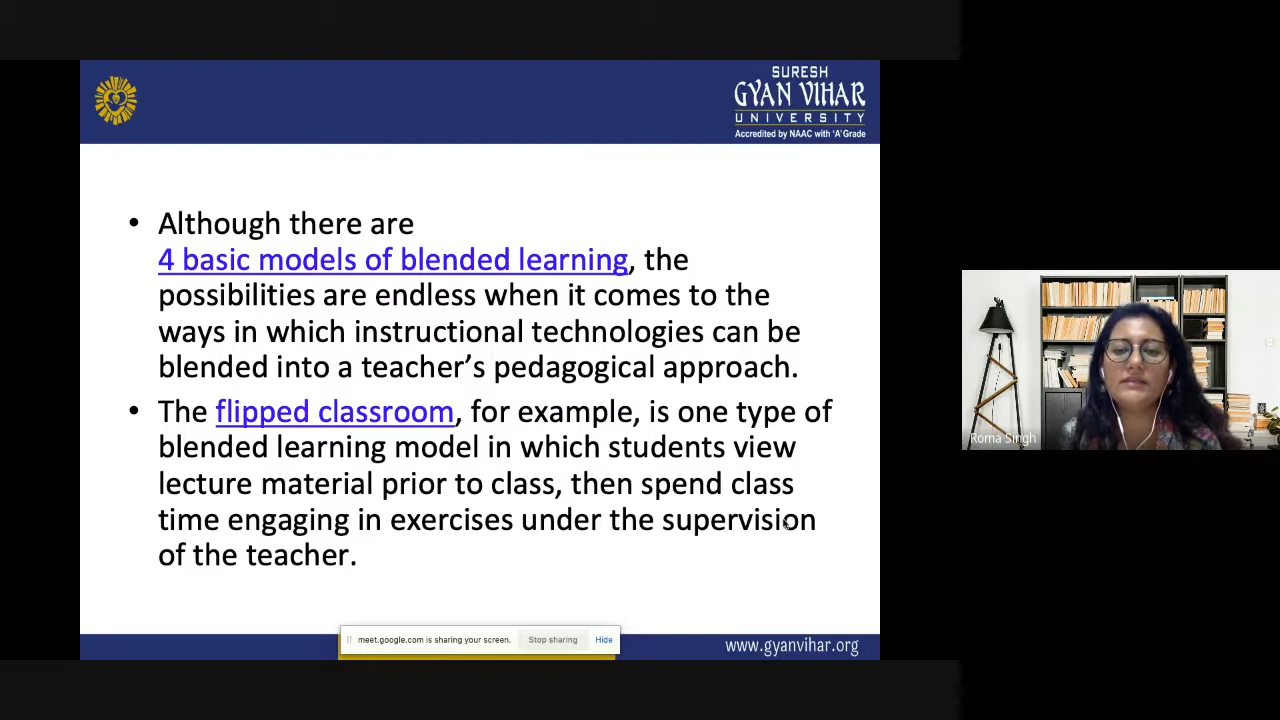 SURESH
GYAN VIHAR
UNIVERSITY
Accredited by NAAC with 'A' Grade
• Although there are
4 basic models of blended learning, the
possibilities are endless when it comes to the
ways in which instructional technologies can be
blended into a teacher’s pedagogical approach.
• The flipped classroom, for example, is one type of
blended learning model in which students view
lecture material prior to class, then spend class
time engaging in exercises under the supervision
of the teacher.
Roma Singh
meet.google.com is sharing your screen. Stop sharing Hide
www.gyanvihar.org